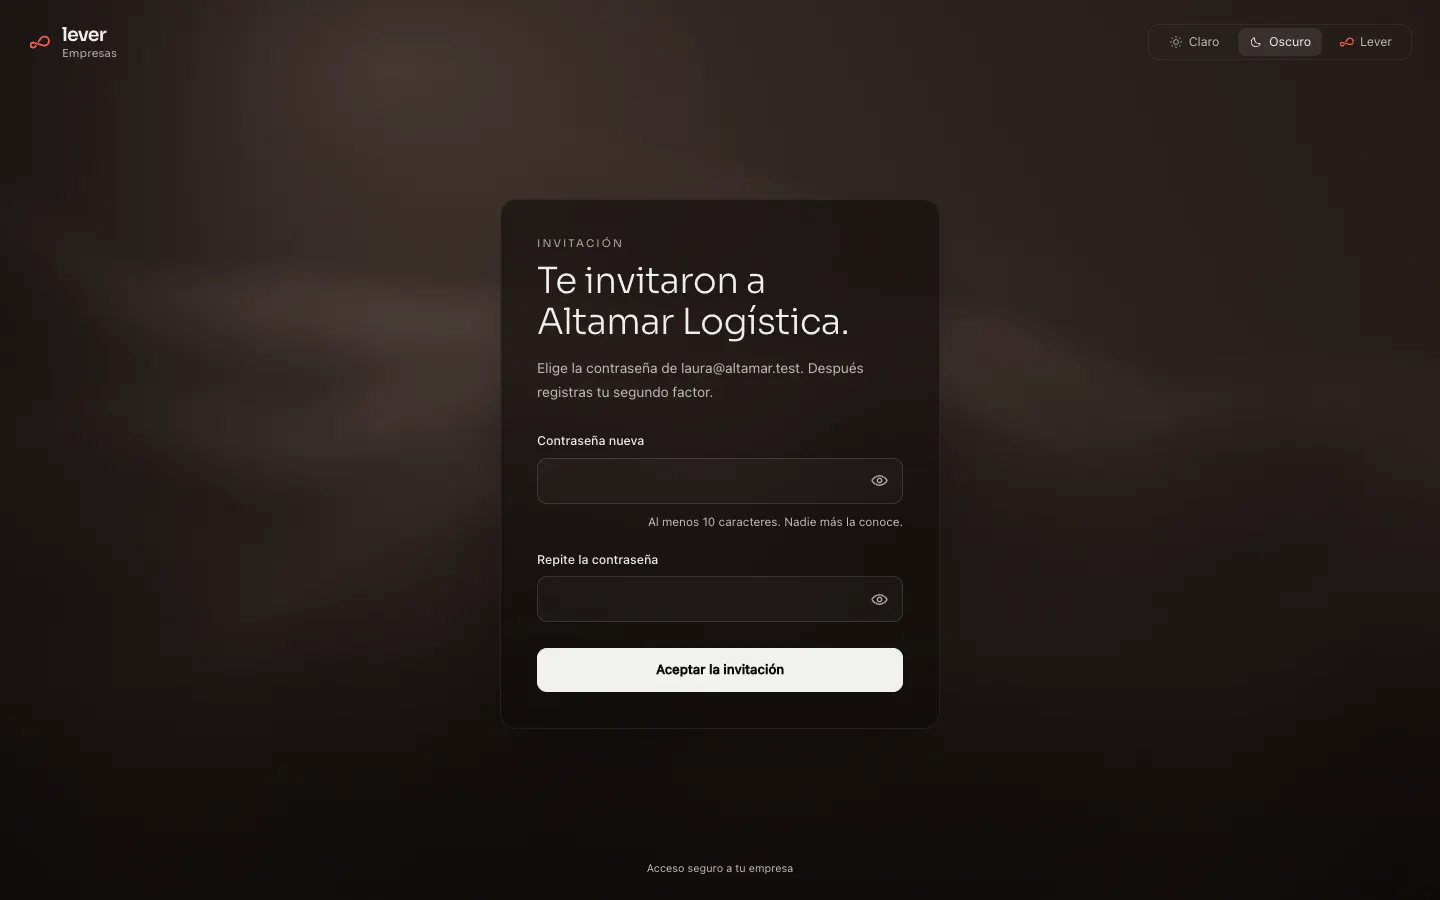 lever
Empresas
Claro
Oscuro
Lever
INVITACIÓN
Te invitaron a
Altamar Logística.
Elige la contraseña de laura@altamar.test. Después
registras tu segundo factor.
Contraseña nueva
Al menos 10 caracteres. Nadie más la conoce.
Repite la contraseña
Aceptar la invitación
Acceso seguro a tu empresa